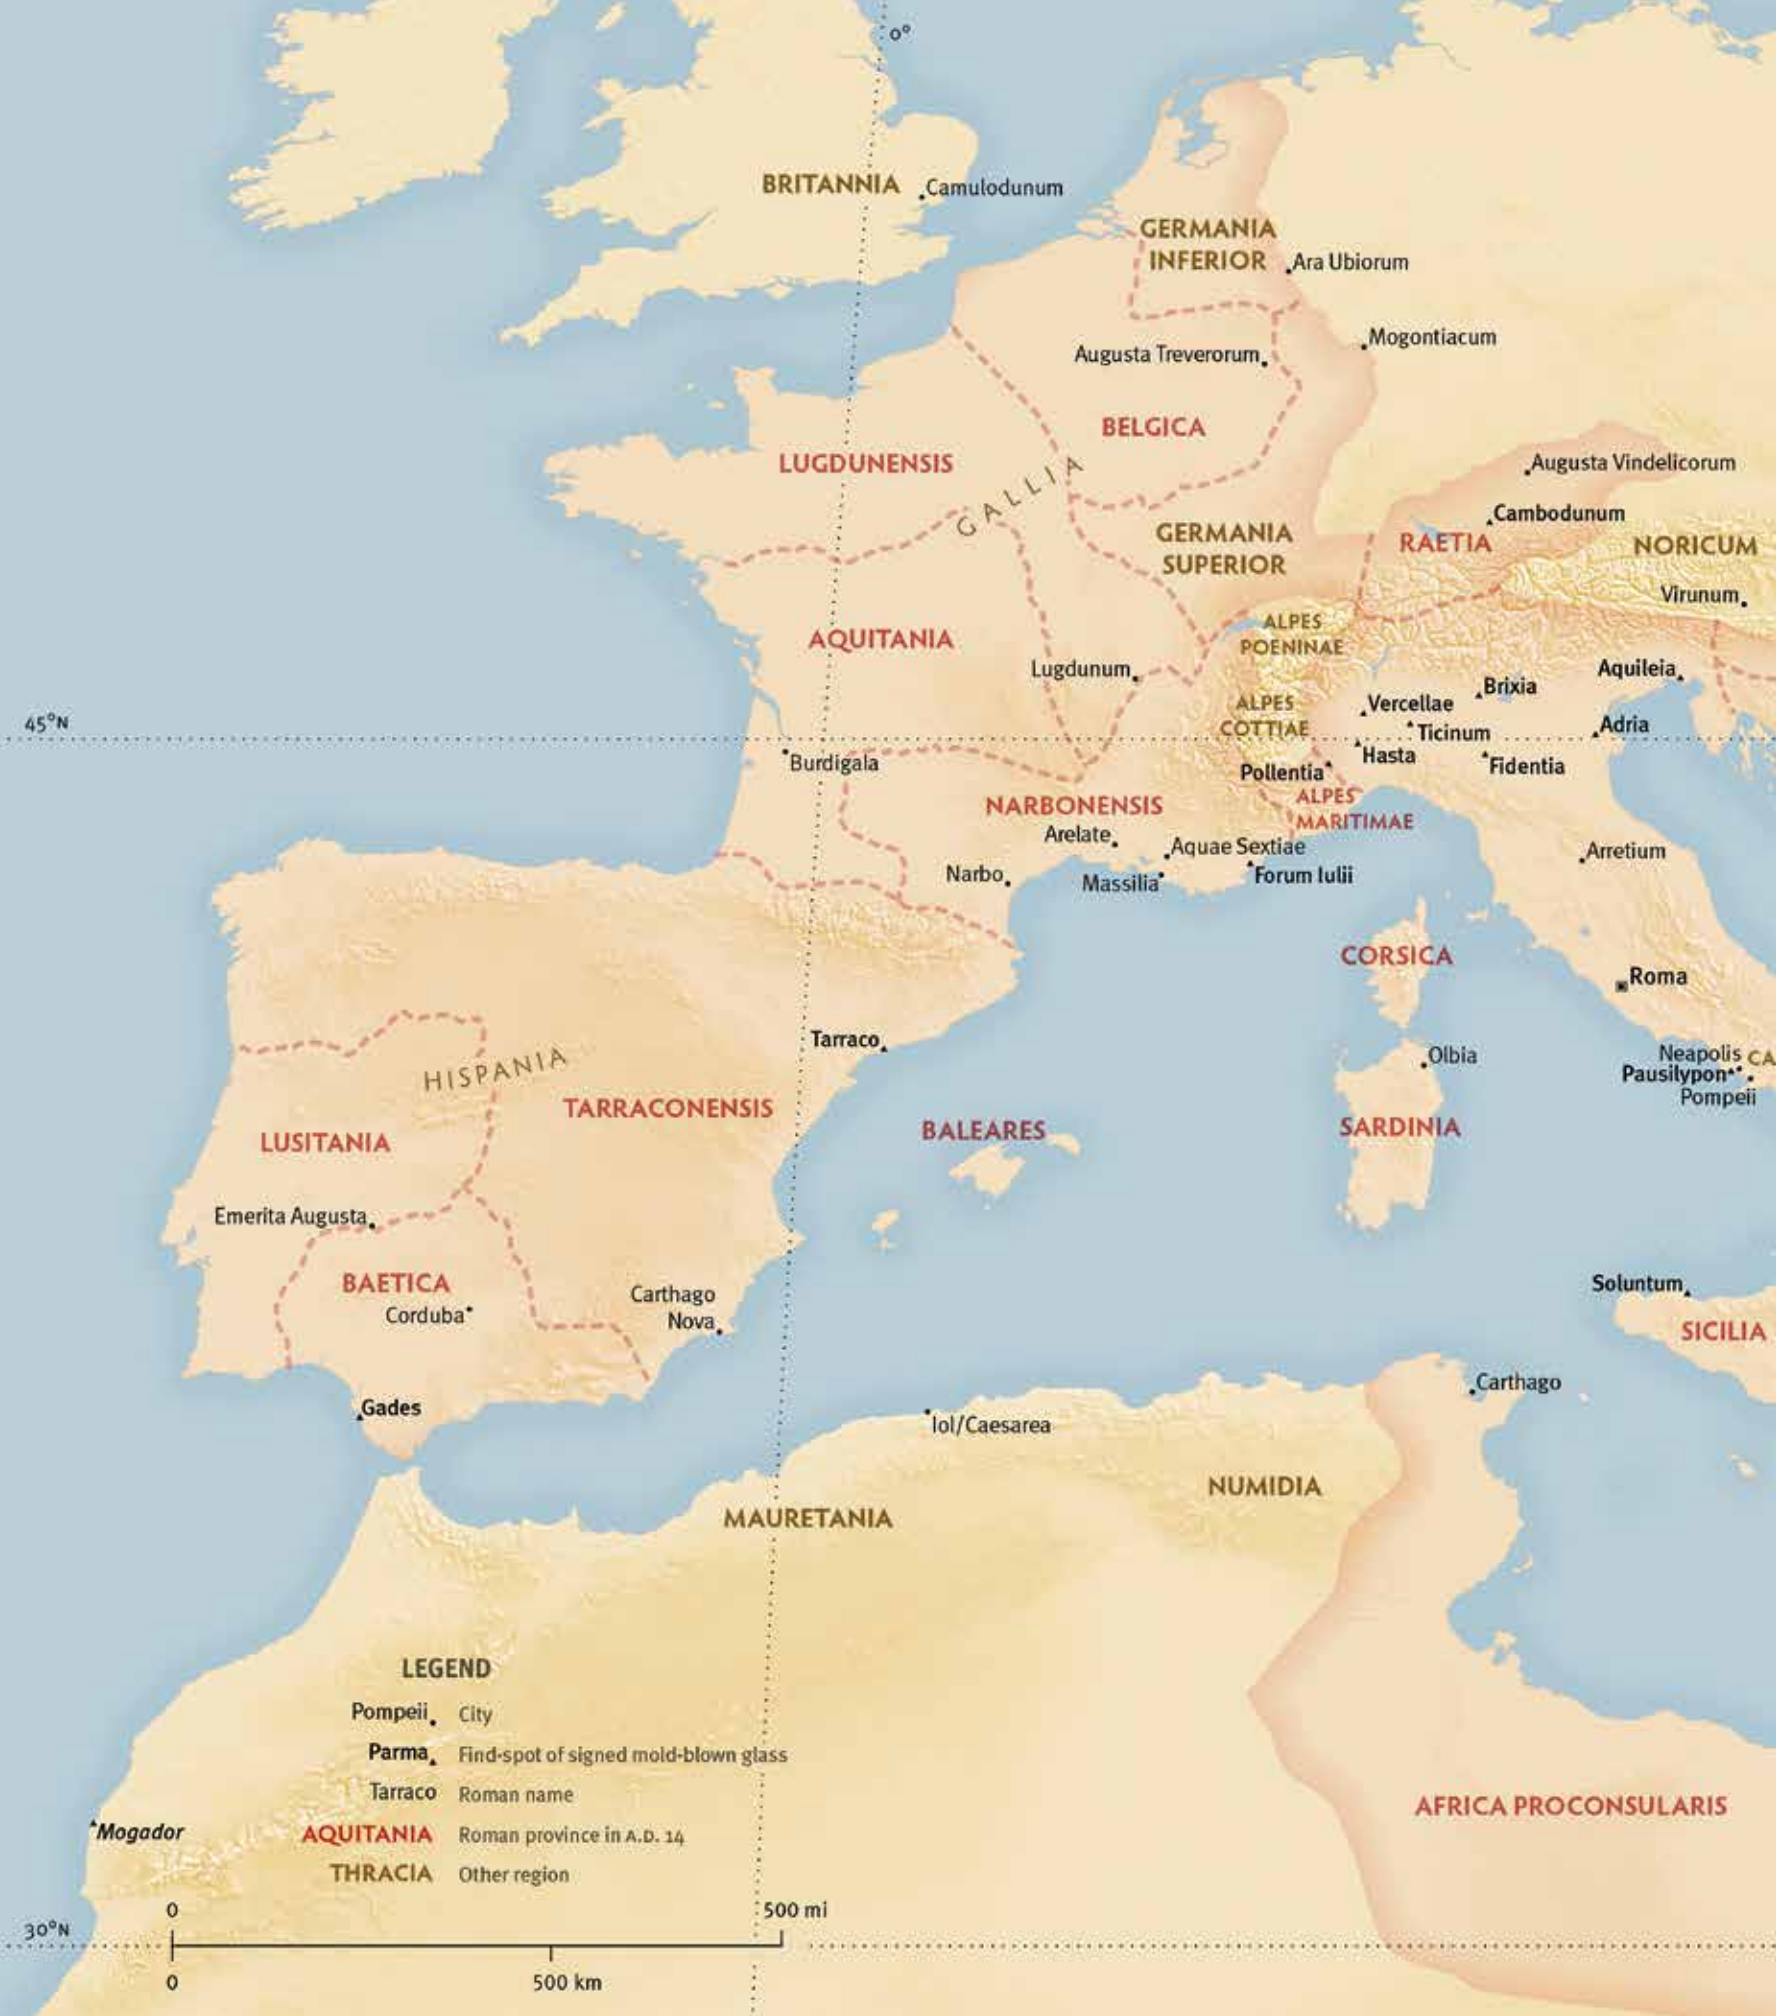 0°
BRITANNIA
Camulodunum
GERMANIA
INFERIOR
Ara Ubiorum
Mogontiacum
Augusta Treverorum
BELGICA
LUGDUNENSIS
GALLIA
Augusta Vindelicorum
Cambodunum
GERMANIA
SUPERIOR
RAETIA
NORICUM
Virunum
ALPES
POENINAE
AQUITANIA
Lugdunum
Aquileia
Brixia
Vercellae
ALPES
COTTIAE
45°N
Ticinum
Adria
Burdigala
Hasta
Fidentia
Pollentia
NARBONENSIS
ALPES
MARITIMAE
Arelate
Aquae Sextiae
Arretium
Narbo
Massilia
Forum Iulii
CORSICA
Roma
Tarraco
Olbia
Neapolis
CA
HISPANIA
Pausilypon
Pompeii
TARRACONENSIS
LUSITANIA
BALEARES
SARDINIA
Emerita Augusta
BAETICA
Corduba
Carthago
Nova
Soluntum
SICILIA
Gades
Carthago
Iol/Caesarea
NUMIDIA
MAURETANIA
LEGEND
Pompeii City
Parma Find-spot of signed mold-blown glass
Tarraco Roman name
AQUITANIA Roman province in A.D. 14
THRACIA Other region
Mogador
AFRICA PROCONSULARIS
0 500 mi
30°N
0 500 km